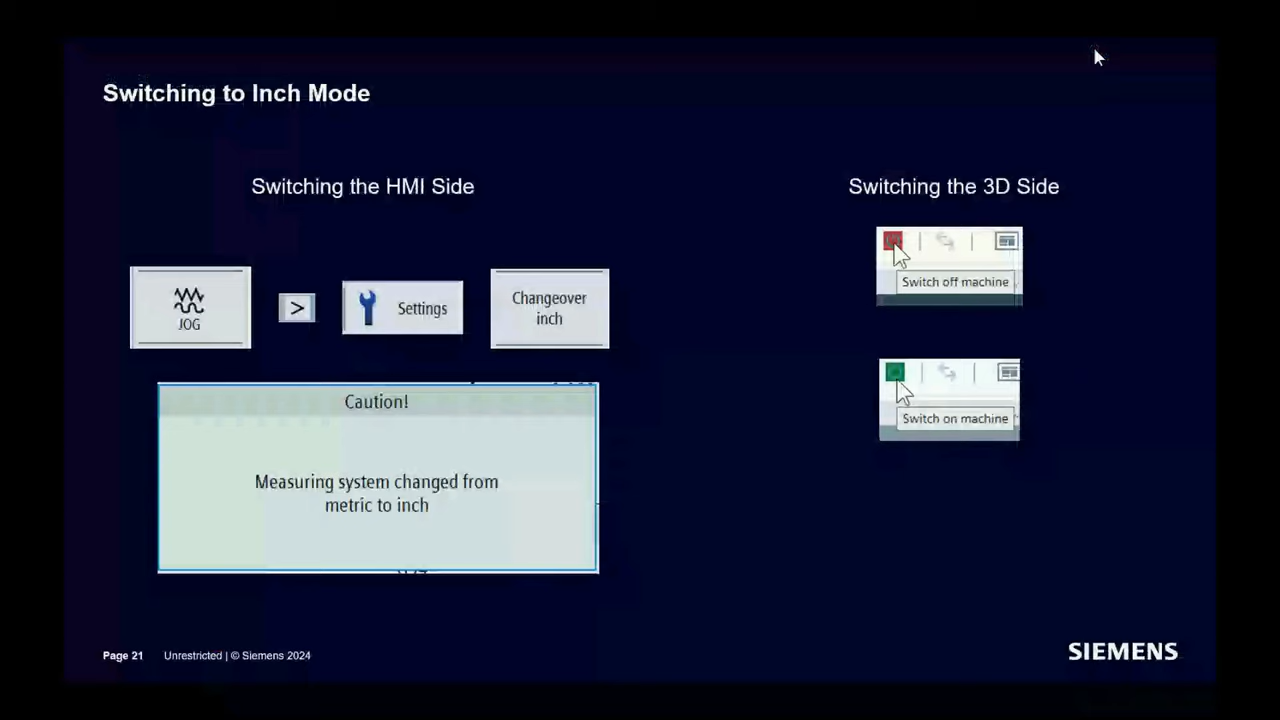 Switching to Inch Mode
Switching the HMI Side
JOG
>
Settings
Changeover
inch
Caution!
Measuring system changed from
metric to inch
Switching the 3D Side
Switch off machine
Switch on machine
Page 21 Unrestricted | © Siemens 2024
SIEMENS